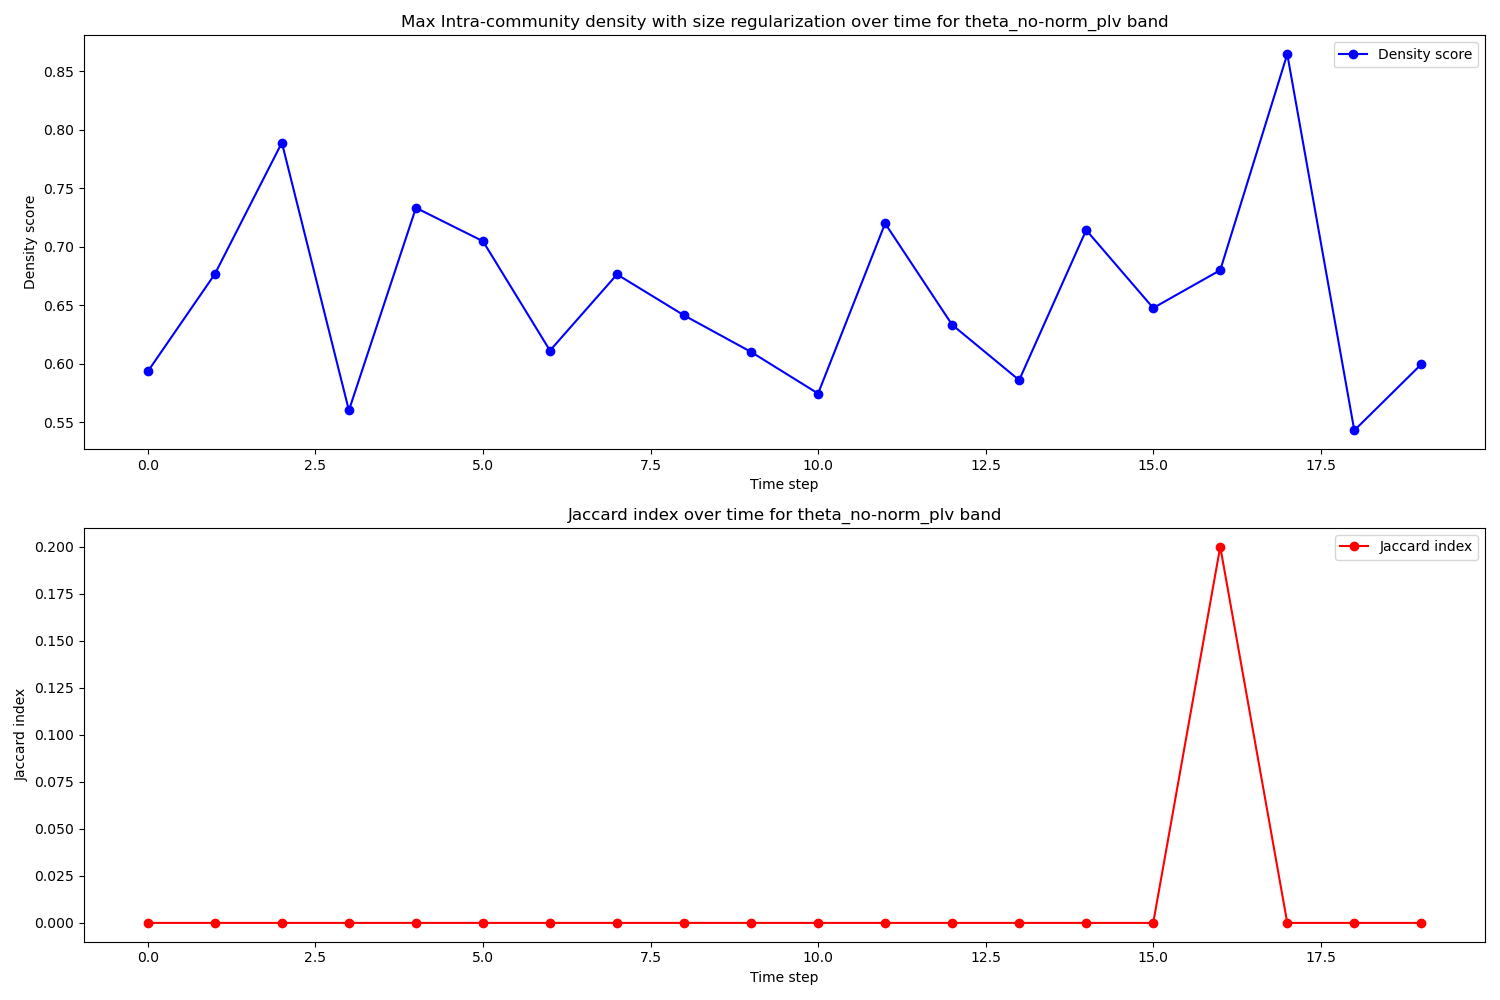 Max Intra-community density with size regularization over time for theta_no-norm_plv band
Density score
0.85
0.80
0.75
0.70
0.65
0.60
0.55
Density score
0.0 2.5 5.0 7.5 10.0 12.5 15.0 17.5
Time step
Jaccard index over time for theta_no-norm_plv band
Jaccard index
0.200
0.175
0.150
0.125
0.100
0.075
0.050
0.025
0.000
Jaccard index
0.0 2.5 5.0 7.5 10.0 12.5 15.0 17.5
Time step